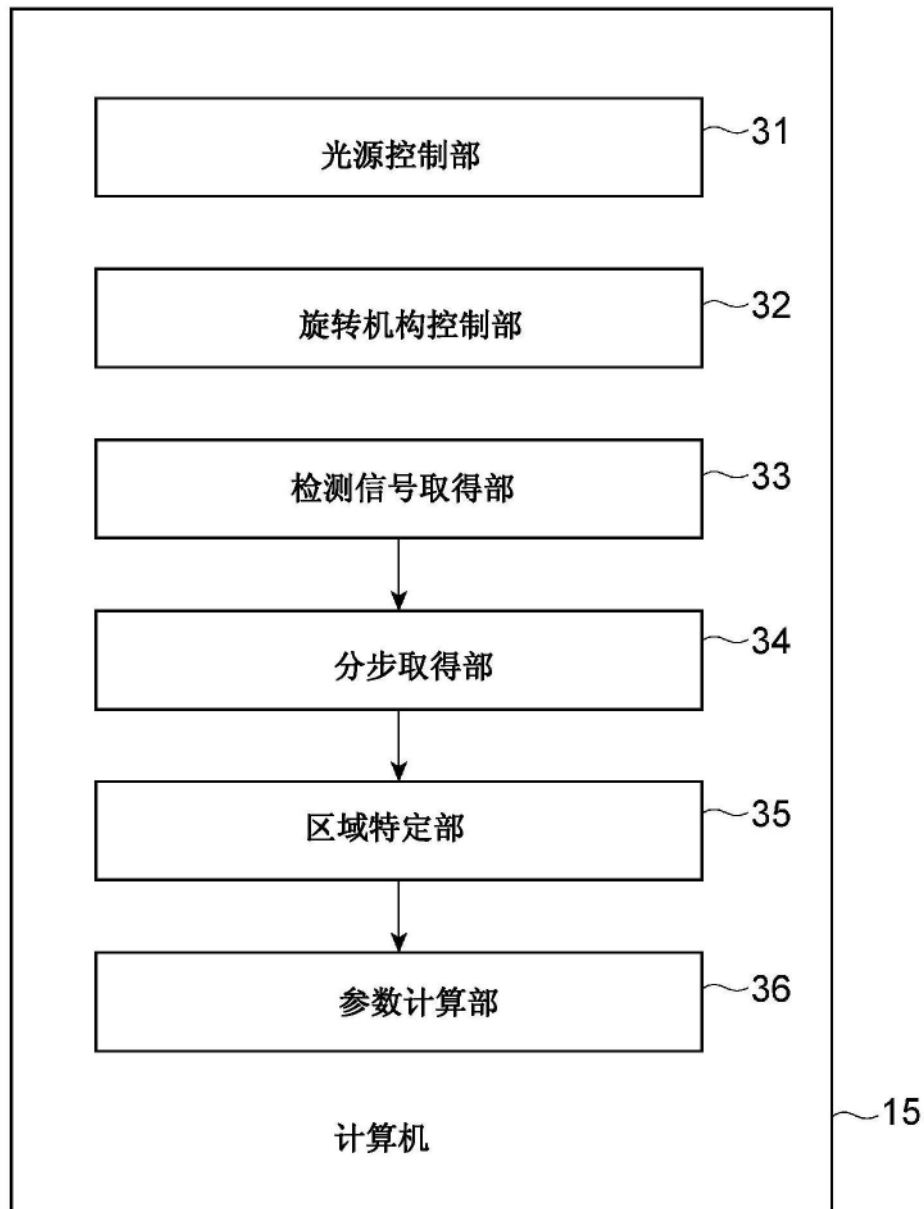 光源控制部
31
旋转机构控制部
32
检测信号取得部
33
分步取得部
34
区域特定部
35
参数计算部
36
计算机
15